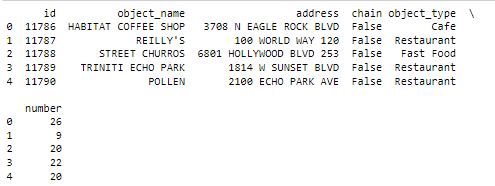 id object_name address chain object_type \
0 11786 HABITAT COFFEE SHOP 3708 N EAGLE ROCK BLVD False Cafe
1 11787 REILLY'S 100 WORLD WAY 120 False Restaurant
2 11788 STREET CHURROS 6801 HOLLYWOOD BLVD 253 False Fast Food
3 11789 TRINITI ECHO PARK 1814 W SUNSET BLVD False Restaurant
4 11790 POLLEN 2100 ECHO PARK AVE False Restaurant
number
0 26
1 9
2 20
3 22
4 20